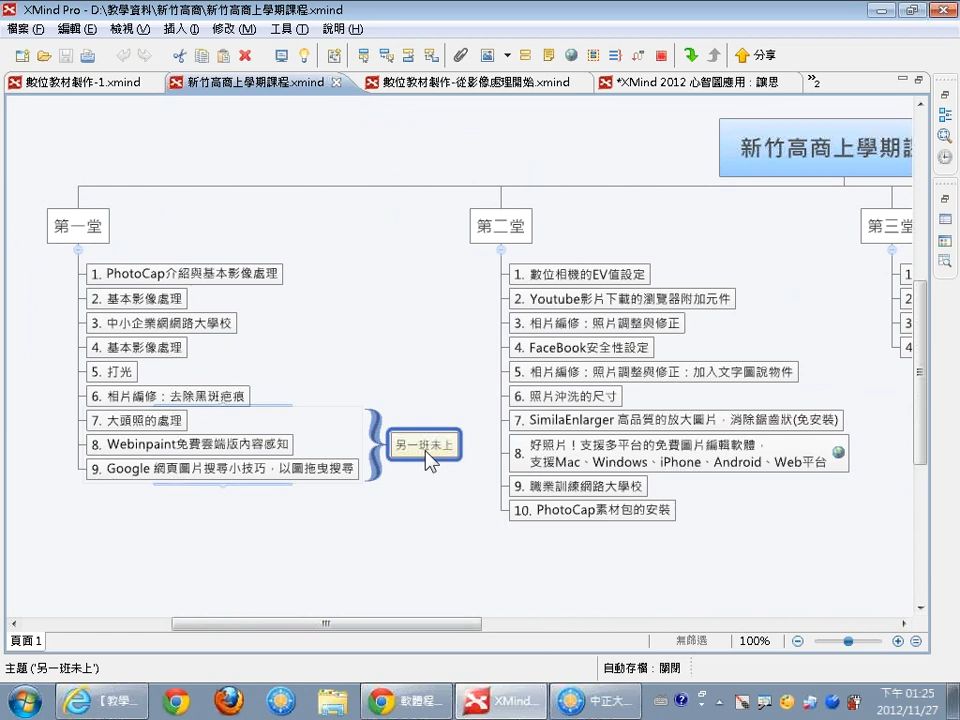 XMind Pro - D:\教學資料\新竹高商\新竹高商上學期課程.xmind
檔案 (F) 編輯 (E) 檢視 (V) 插入 (I) 修改 (M) 工具 (T) 說明 (H)
分享
數位教材製作-1.xmind
新竹高商上學期課程.xmind
數位教材製作-從影像處理開始.xmind
*XMind 2012 心智圖應用：讓思
»2
新竹高商上學期課
第一堂
第二堂
第三堂
1. PhotoCap介紹與基本影像處理
2. 基本影像處理
3. 中小企業網網路大學校
4. 基本影像處理
5. 打光
6. 相片編修：去除黑斑疤痕
7. 大頭照的處理
8. Webinpaint免費雲端版內容感知
9. Google 網頁圖片搜尋小技巧，以圖拖曳搜尋
另一班未上
1. 數位相機的EV值設定
2. Youtube影片下載的瀏覽器附加元件
3. 相片編修：照片調整與修正
4. FaceBook安全性設定
5. 相片編修：照片調整與修正：加入文字圖說物件
6. 照片沖洗的尺寸
7. SimilaEnlarger 高品質的放大圖片，消除鋸齒狀(免安裝)
8. 好照片！支援多平台的免費圖片編輯軟體，
支援Mac、Windows、iPhone、Android、Web平台
9. 職業訓練網路大學校
10. PhotoCap素材包的安裝
1
2
3
4
頁面 1
無篩選
100%
主題 ('另一班未上')
自動存檔：關閉
【教學...
軟體程...
XMind...
中正大...
下午 01:25
2012/11/27